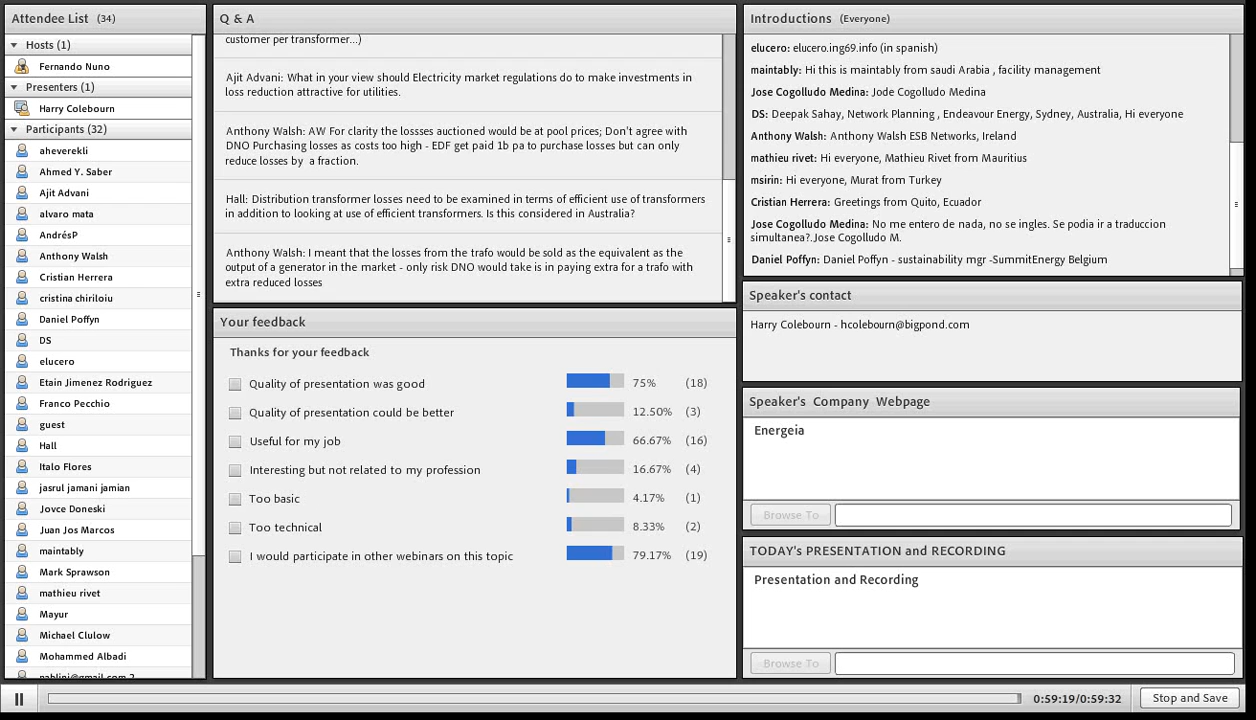 Attendee List (34)
Hosts (1)
Fernando Nuno
Presenters (1)
Harry Colebourn
Participants (32)
aheverekli
Ahmed Y. Saber
Ajit Advani
alvaro mata
AndrésP
Anthony Walsh
Cristian Herrera
cristina chiriloiu
Daniel Poffyn
DS
elucero
Etain Jimenez Rodriguez
Franco Pecchio
guest
Hall
Italo Flores
jasrul jamani jamian
Jovce Doneski
Juan Jos Marcos
maintably
Mark Sprawson
mathieu rivet
Mayur
Michael Clulow
Mohammed Albadi
Q & A
customer per transformer...)
Ajit Advani: What in your view should Electricity market regulations do to make investments in
loss reduction attractive for utilities.
Anthony Walsh: AW For clarity the lossses auctioned would be at pool prices; Don't agree with
DNO Purchasing losses as costs too high - EDF get paid 1b pa to purchase losses but can only
reduce losses by a fraction.
Hall: Distribution transformer losses need to be examined in terms of efficient use of transformers
in addition to looking at use of efficient transformers. Is this considered in Australia?
Anthony Walsh: I meant that the losses from the trafo would be sold as the equivalent as the
output of a generator in the market - only risk DNO would take is in paying extra for a trafo with
extra reduced losses
Your feedback
Thanks for your feedback
Quality of presentation was good 75% (18)
Quality of presentation could be better 12.50% (3)
Useful for my job 66.67% (16)
Interesting but not related to my profession 16.67% (4)
Too basic 4.17% (1)
Too technical 8.33% (2)
I would participate in other webinars on this topic 79.17% (19)
Introductions (Everyone)
elucero: elucero.ing69.info (in spanish)
maintably: Hi this is maintably from saudi Arabia , facility management
Jose Cogolludo Medina: Jode Cogolludo Medina
DS: Deepak Sahay, Network Planning , Endeavour Energy, Sydney, Australia, Hi everyone
Anthony Walsh: Anthony Walsh ESB Networks, Ireland
mathieu rivet: Hi everyone, Mathieu Rivet from Mauritius
msirin: Hi everyone, Murat from Turkey
Cristian Herrera: Greetings from Quito, Ecuador
Jose Cogolludo Medina: No me entero de nada, no se ingles. Se podia ir a traduccion
simultanea?.Jose Cogolludo M.
Daniel Poffyn: Daniel Poffyn - sustainability mgr -SummitEnergy Belgium
Speaker's contact
Harry Colebourn - hcolebourn@bigpond.com
Speaker's Company Webpage
Energeia
Browse To
TODAY's PRESENTATION and RECORDING
Presentation and Recording
Browse To
0:59:19/0:59:32
Stop and Save